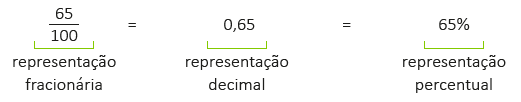 65/100 = 0,65 = 65%
representação representação representação
fracionária decimal percentual